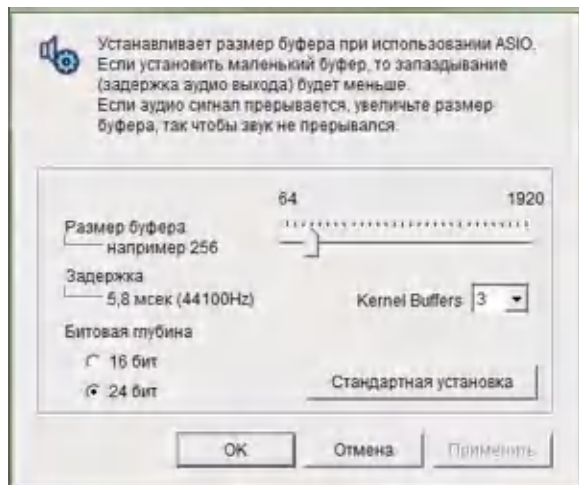 Устанавливает размер буфера при использовании ASIO.
Если установить маленький буфер, то запаздывание
(задержка аудио выхода) будет меньше.
Если аудио сигнал прерывается, увеличьте размер
буфера, так чтобы звук не прерывался.
64 1920
Размер буфера
например 256
Задержка
5,8 мсек (44100Hz)
Kernel Buffers 3
Битовая глубина
16 бит
24 бит
Стандартная установка
OK Отмена Применить